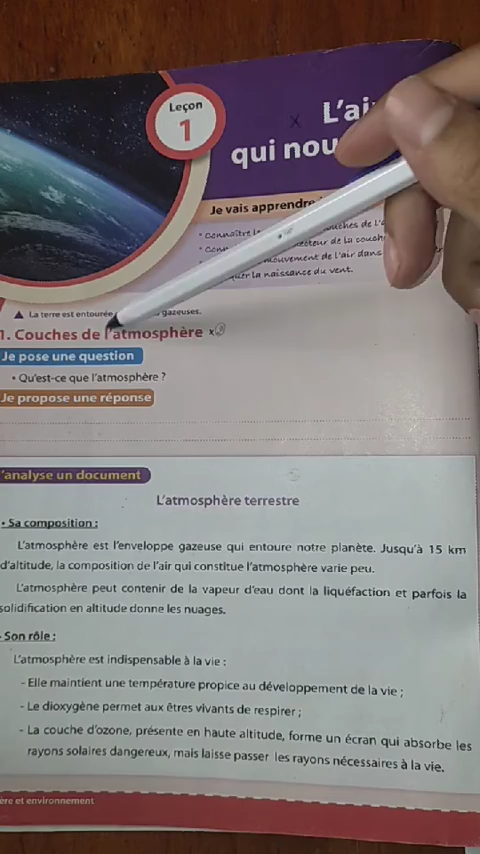 Leçon
1
L'ai
qui nou
Je vais apprendre
• Connaître l ouches de l'
• Con ecteur de la couch
mouvement de l'air dans
uer la naissance du vent.
▲ La terre est entourée gazeuses.
1. Couches de l'atmosphère
Je pose une question
• Qu'est-ce que l'atmosphère ?
Je propose une réponse
'analyse un document
L'atmosphère terrestre
• Sa composition :
L'atmosphère est l'enveloppe gazeuse qui entoure notre planète. Jusqu'à 15 km
d'altitude, la composition de l'air qui constitue l'atmosphère varie peu.
L'atmosphère peut contenir de la vapeur d'eau dont la liquéfaction et parfois la
solidification en altitude donne les nuages.
- Son rôle :
L'atmosphère est indispensable à la vie :
- Elle maintient une température propice au développement de la vie ;
- Le dioxygène permet aux êtres vivants de respirer ;
- La couche d'ozone, présente en haute altitude, forme un écran qui absorbe les
rayons solaires dangereux, mais laisse passer les rayons nécessaires à la vie.
ère et environnement